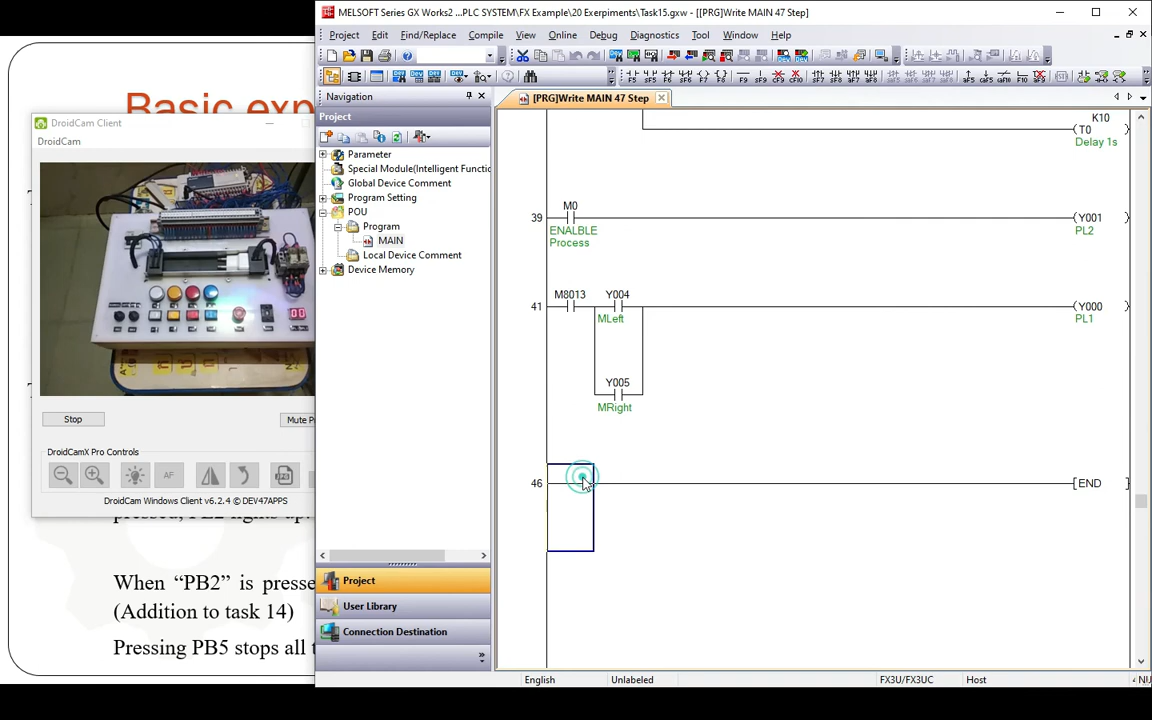 MELSOFT Series GX Works2 ...PLC SYSTEM\FX Example\20 Exerpiments\Task15.gxw - [[PRG]Write MAIN 47 Step]
Project Edit Find/Replace Compile View Online Debug Diagnostics Tool Window Help
Navigation
[PRG]Write MAIN 47 Step
Project
Parameter
Special Module(Intelligent Functio
Global Device Comment
Program Setting
POU
Program
MAIN
Local Device Comment
Device Memory
Project
User Library
Connection Destination
K10
T0
Delay 1s
39
M0
ENALBLE
Process
Y001
PL2
41
M8013
Y004
MLeft
Y000
PL1
Y005
MRight
46
END
English
Unlabeled
FX3U/FX3UC
Host
Basic exp
DroidCam Client
DroidCam
Stop
Mute
DroidCamX Pro Controls
AF
DroidCam Windows Client v6.2.4 © DEV47APPS
When “PB2” is presse
(Addition to task 14)
Pressing PB5 stops all t